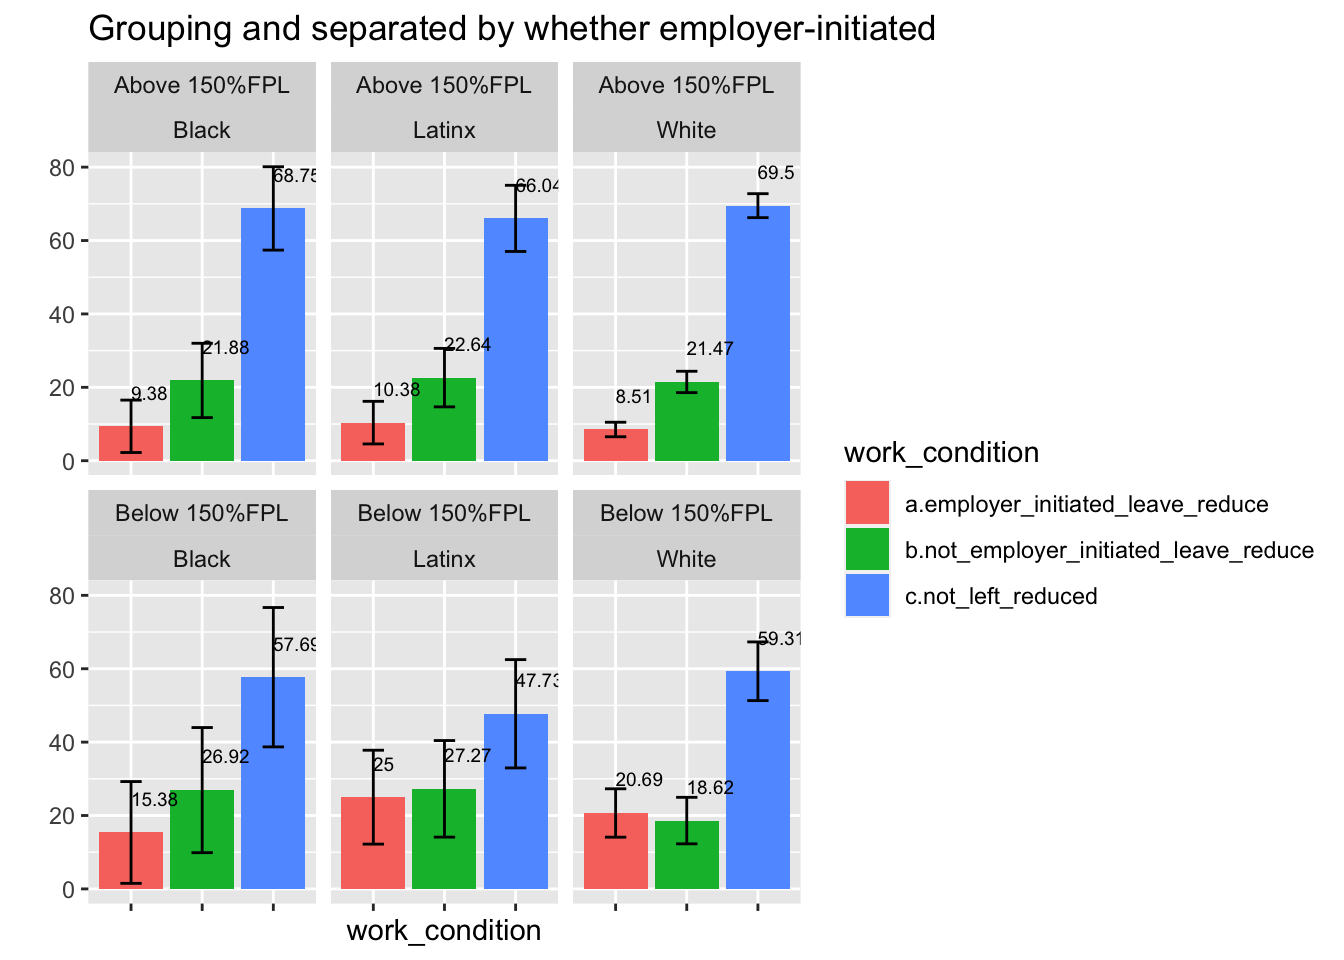 Grouping and separated by whether employer-initiated
Above 150%FPL Above 150%FPL Above 150%FPL
Black Latinx White
80
60
40
20
0
9.38 21.88 68.75
10.38 22.64 66.04
8.51 21.47 69.5
Below 150%FPL Below 150%FPL Below 150%FPL
Black Latinx White
80
60
40
20
0
15.38 26.92 57.69
25 27.27 47.73
20.69 18.62 59.31
work_condition
work_condition
a.employer_initiated_leave_reduce
b.not_employer_initiated_leave_reduce
c.not_left_reduced